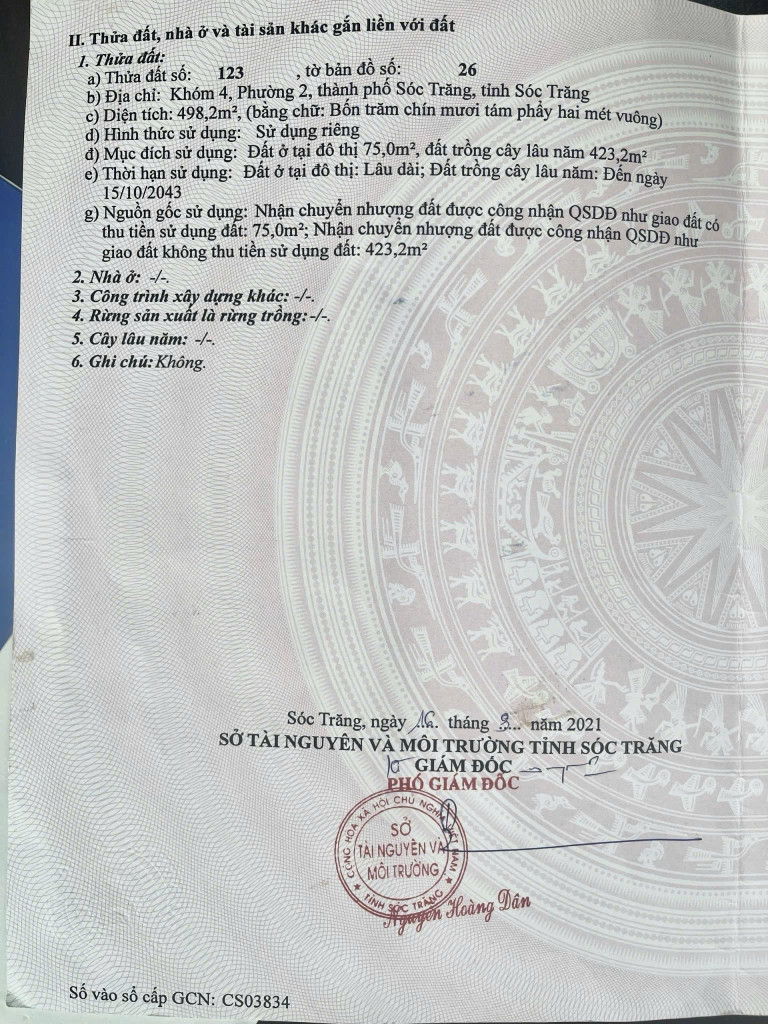 II. Thửa đất, nhà ở và tài sản khác gắn liền với đất
1. Thửa đất:
a) Thửa đất số: 123 , tờ bản đồ số: 26
b) Địa chỉ: Khóm 4, Phường 2, thành phố Sóc Trăng, tỉnh Sóc Trăng
c) Diện tích: 498,2m², (bằng chữ: Bốn trăm chín mươi tám phẩy hai mét vuông)
d) Hình thức sử dụng: Sử dụng riêng
đ) Mục đích sử dụng: Đất ở tại đô thị 75,0m², đất trồng cây lâu năm 423,2m²
e) Thời hạn sử dụng: Đất ở tại đô thị: Lâu dài; Đất trồng cây lâu năm: Đến ngày
15/10/2043
g) Nguồn gốc sử dụng: Nhận chuyển nhượng đất được công nhận QSDĐ như giao đất có
thu tiền sử dụng đất: 75,0m²; Nhận chuyển nhượng đất được công nhận QSDĐ như
giao đất không thu tiền sử dụng đất: 423,2m²
2. Nhà ở: -/-.
3. Công trình xây dựng khác: -/-.
4. Rừng sản xuất là rừng trồng: -/-.
5. Cây lâu năm: -/-.
6. Ghi chú: Không.
Sóc Trăng, ngày 16. tháng ... năm 2021
SỞ TÀI NGUYÊN VÀ MÔI TRƯỜNG TỈNH SÓC TRĂNG
GIÁM ĐỐC
PHÓ GIÁM ĐỐC
CỘNG HÒA XÃ HỘI CHỦ NGHĨA VIỆT NAM
SỞ
TÀI NGUYÊN VÀ
MÔI TRƯỜNG
TỈNH SÓC TRĂNG
Nguyễn Hoàng Dân
Số vào sổ cấp GCN: CS03834